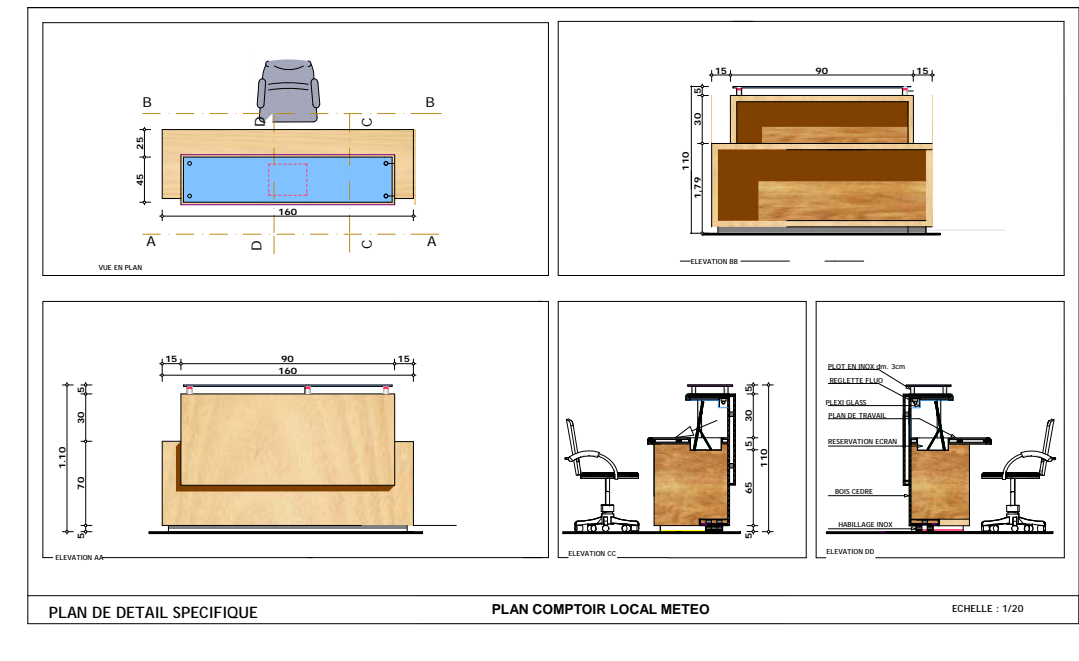 B
B
D
C
25
45
160
A
D
C
A
VUE EN PLAN
15
90
15
5
30
110
1,79
ELEVATION BB
15
90
15
160
5
30
1.10
70
5
ELEVATION AA
5
30
5
110
65
5
ELEVATION CC
PLOT EN INOX dm. 3cm
REGLETTE FLUO
PLEXI GLASS
PLAN DE TRAVAIL
RESERVATION ECRAN
BOIS CEDRE
HABILLAGE INOX
ELEVATION DD
PLAN DE DETAIL SPECIFIQUE
PLAN COMPTOIR LOCAL METEO
ECHELLE : 1/20